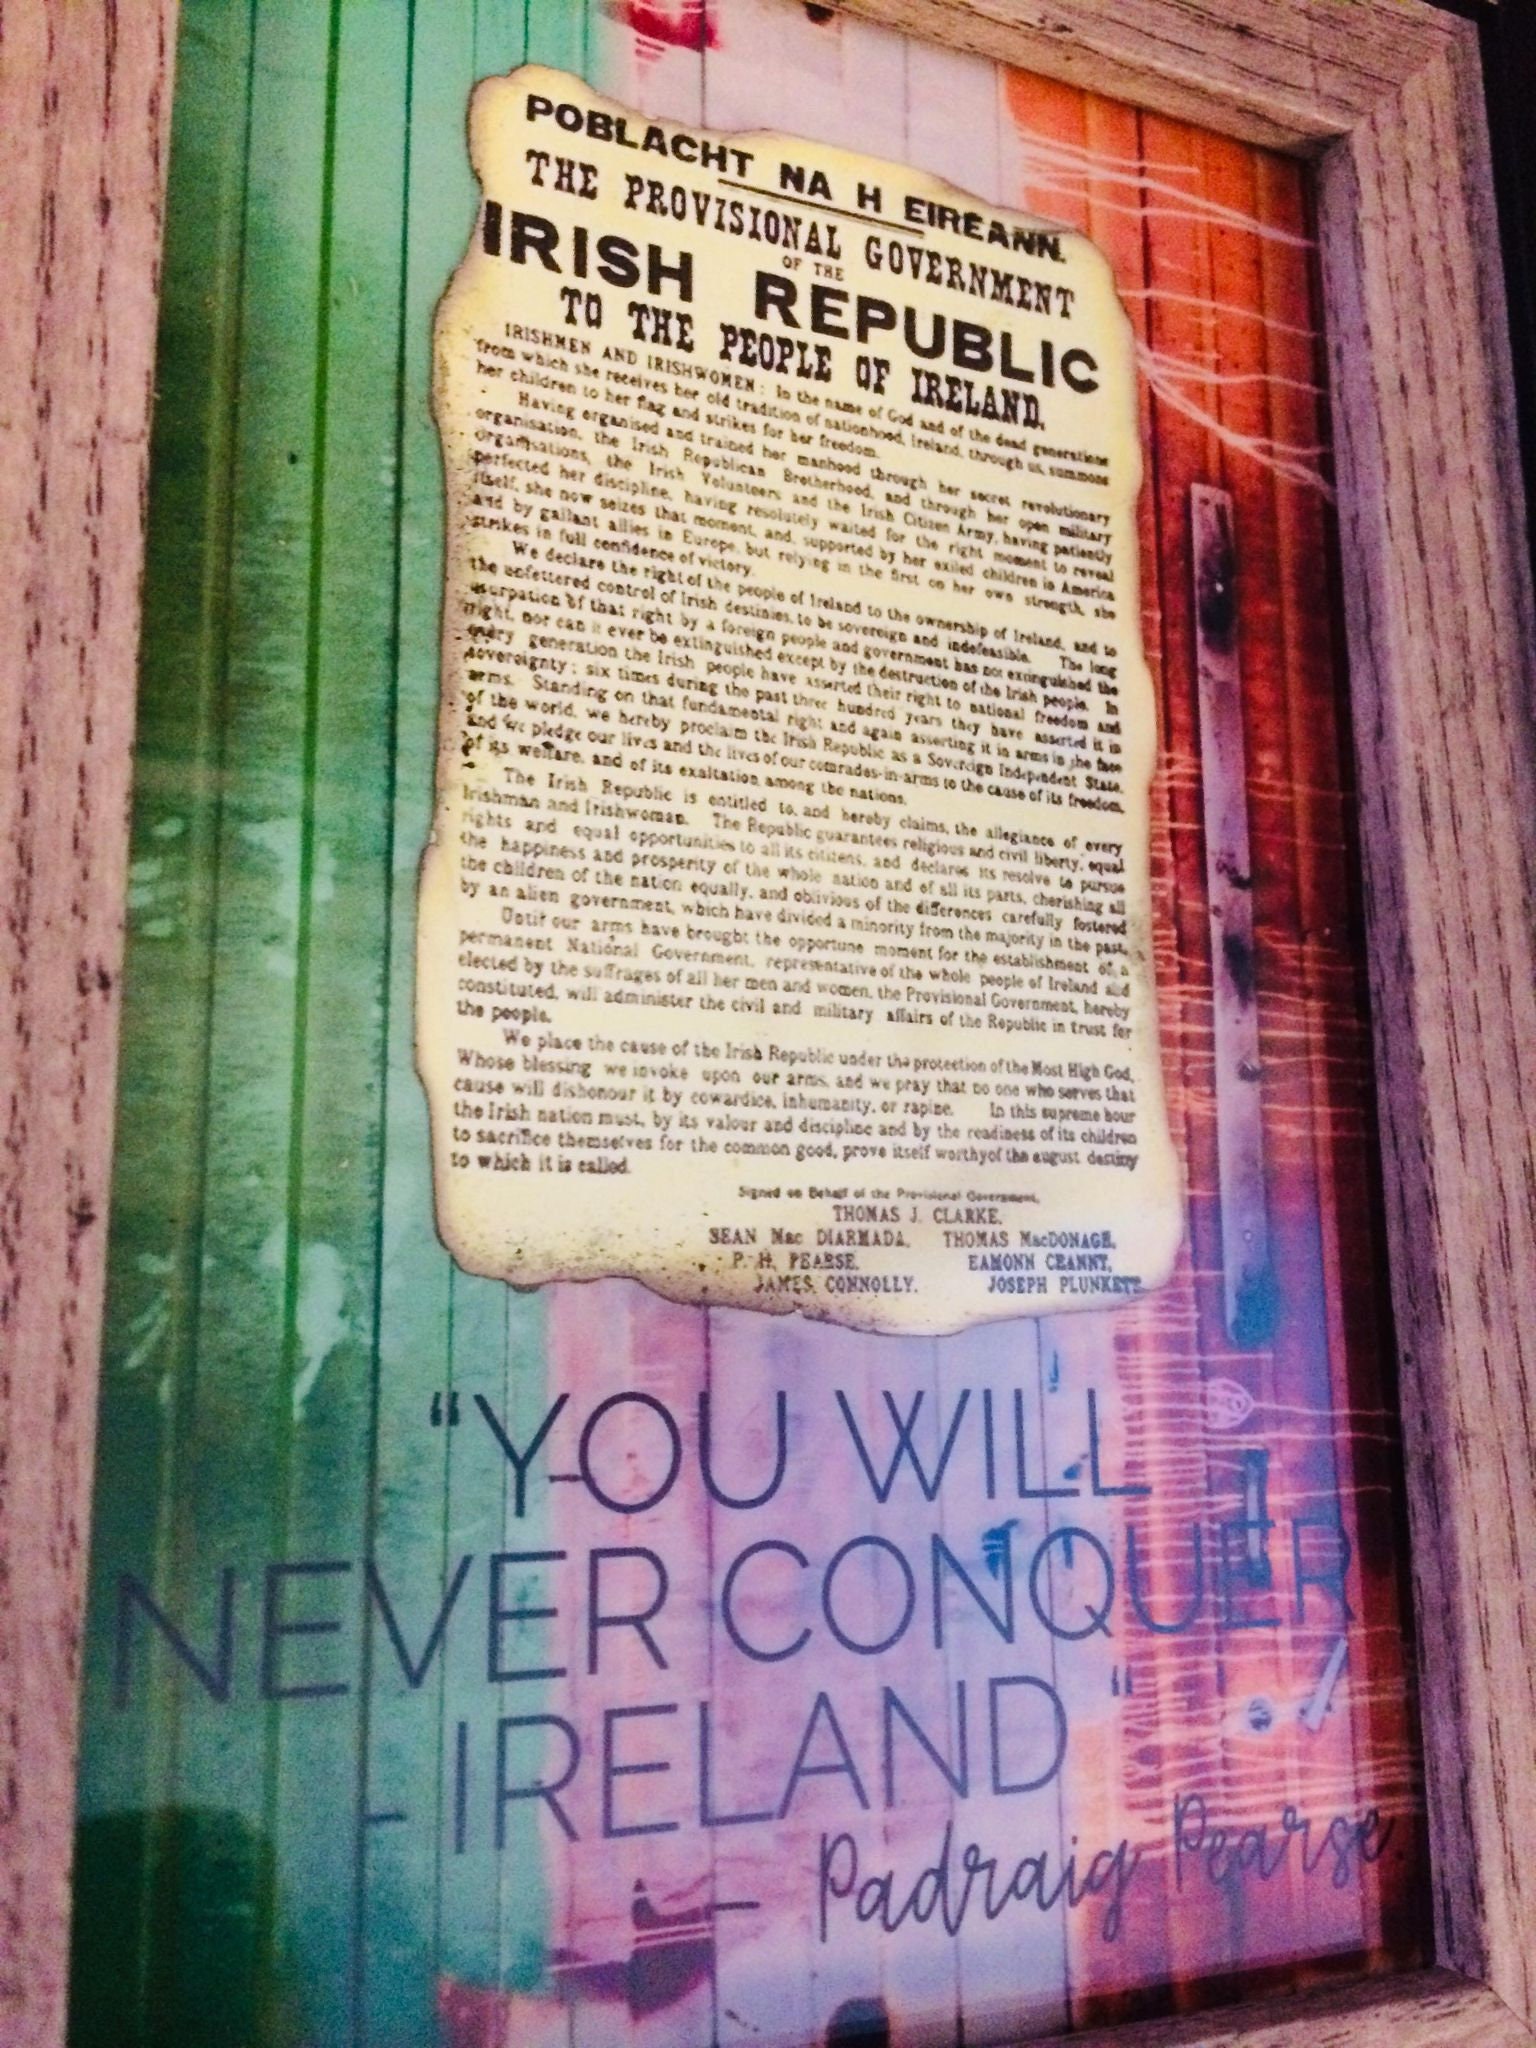 POBLACHT NA H EIREANN.
THE PROVISIONAL GOVERNMENT
OF THE
IRISH REPUBLIC
TO THE PEOPLE OF IRELAND.
IRISHMEN AND IRISHWOMEN: In the name of God and of the dead generations
from which she receives her old tradition of nationhood, Ireland, through us, summons
her children to her flag and strikes for her freedom.
Having organised and trained her manhood through her secret revolutionary
organisation, the Irish Republican Brotherhood, and through her open military
organisations, the Irish Volunteers and the Irish Citizen Army, having patiently
perfected her discipline, having resolutely waited for the right moment to reveal
itself, she now seizes that moment, and, supported by her exiled children in America
and by gallant allies in Europe, but relying in the first on her own strength, she
strikes in full confidence of victory.
We declare the right of the people of Ireland to the ownership of Ireland, and to
the unfettered control of Irish destinies, to be sovereign and indefeasible. The long
usurpation of that right by a foreign people and government has not extinguished the
right, nor can it ever be extinguished except by the destruction of the Irish people. In
every generation the Irish people have asserted their right to national freedom and
sovereignty; six times during the past three hundred years they have asserted it in
arms. Standing on that fundamental right and again asserting it in arms in the face
of the world, we hereby proclaim the Irish Republic as a Sovereign Independent State,
and we pledge our lives and the lives of our comrades-in-arms to the cause of its freedom,
of its welfare, and of its exaltation among the nations.
The Irish Republic is entitled to, and hereby claims, the allegiance of every
Irishman and Irishwoman. The Republic guarantees religious and civil liberty, equal
rights and equal opportunities to all its citizens, and declares its resolve to pursue
the happiness and prosperity of the whole nation and of all its parts, cherishing all
the children of the nation equally, and oblivious of the differences carefully fostered
by an alien government, which have divided a minority from the majority in the past.
Until our arms have brought the opportune moment for the establishment of a
permanent National Government, representative of the whole people of Ireland and
elected by the suffrages of all her men and women, the Provisional Government, hereby
constituted, will administer the civil and military affairs of the Republic in trust for
the people.
We place the cause of the Irish Republic under the protection of the Most High God,
Whose blessing we invoke upon our arms, and we pray that no one who serves that
cause will dishonour it by cowardice, inhumanity, or rapine. In this supreme hour
the Irish nation must, by its valour and discipline and by the readiness of its children
to sacrifice themselves for the common good, prove itself worthy of the august destiny
to which it is called.
Signed on Behalf of the Provisional Government,
THOMAS J. CLARKE.
SEAN Mac DIARMADA. THOMAS MacDONAGH.
P. H. PEARSE. EAMONN CEANNT,
JAMES CONNOLLY. JOSEPH PLUNKETT
"YOU WILL
NEVER CONQUER
IRELAND"
- Padraig Pearse